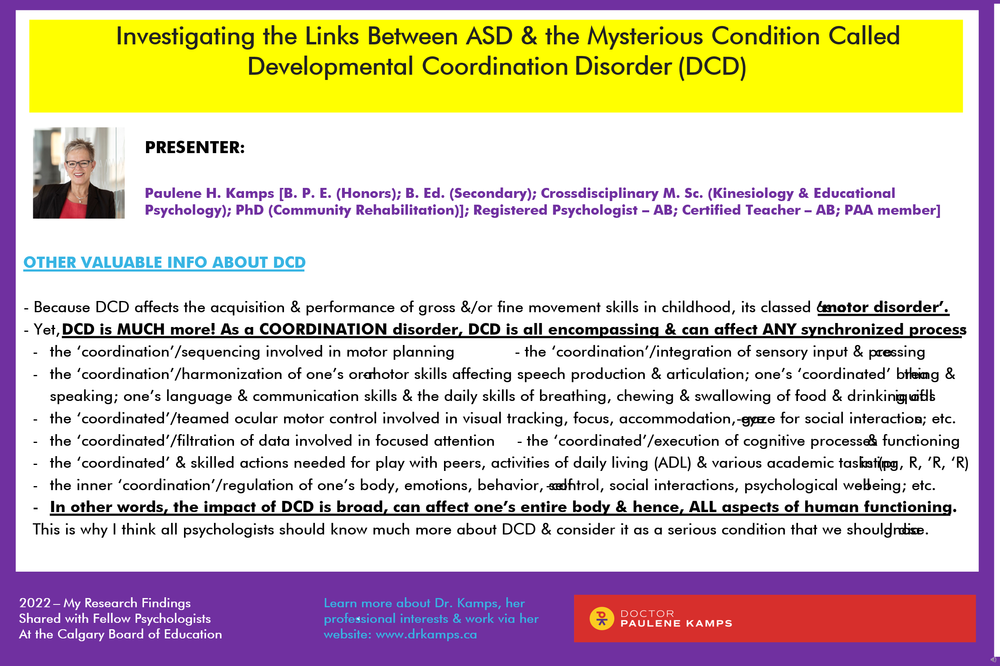 Investigating the Links Between ASD & the Mysterious Condition Called
Developmental Coordination Disorder (DCD)
PRESENTER:
Paulene H. Kamps [B. P. E. (Honors); B. Ed. (Secondary); Crossdisciplinary M. Sc. (Kinesiology & Educational
Psychology); PhD (Community Rehabilitation)]; Registered Psychologist – AB; Certified Teacher – AB; PAA member]
OTHER VALUABLE INFO ABOUT DCD
- Because DCD affects the acquisition & performance of gross &/or fine movement skills in childhood, its classed as a ‘motor disorder’.
- Yet, DCD is MUCH more! As a COORDINATION disorder, DCD is all encompassing & can affect ANY synchronized process
- the ‘coordination’/sequencing involved in motor planning - the ‘coordination’/integration of sensory input & processing
- the ‘coordination’/harmonization of one’s oral-motor skills affecting speech production & articulation; one’s ‘coordinated’ breathing &
speaking; one’s language & communication skills & the daily skills of breathing, chewing & swallowing of food & drinking of liquids
- the ‘coordinated’/teamed ocular motor control involved in visual tracking, focus, accommodation, eye-gaze for social interactions; etc.
- the ‘coordinated’/filtration of data involved in focused attention - the ‘coordinated’/execution of cognitive processes & functioning
- the ‘coordinated’ & skilled actions needed for play with peers, activities of daily living (ADL) & various academic tasks (printing, R, ’R, ‘R)
- the inner ‘coordination’/regulation of one’s body, emotions, behavior, self-control, social interactions, psychological well-being; etc.
- In other words, the impact of DCD is broad, can affect one’s entire body & hence, ALL aspects of human functioning.
This is why I think all psychologists should know much more about DCD & consider it as a serious condition that we should diagnose.
2022 – My Research Findings
Shared with Fellow Psychologists
At the Calgary Board of Education
Learn more about Dr. Kamps, her
professional interests & work via her
website: www.drkamps.ca
DOCTOR
PAULENE KAMPS